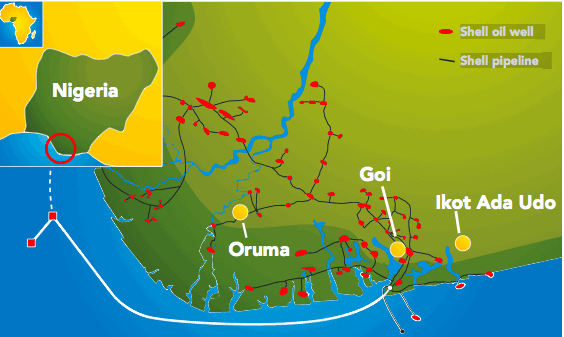 Shell oil well
Shell pipeline
Nigeria
Goi
Ikot Ada Udo
Oruma